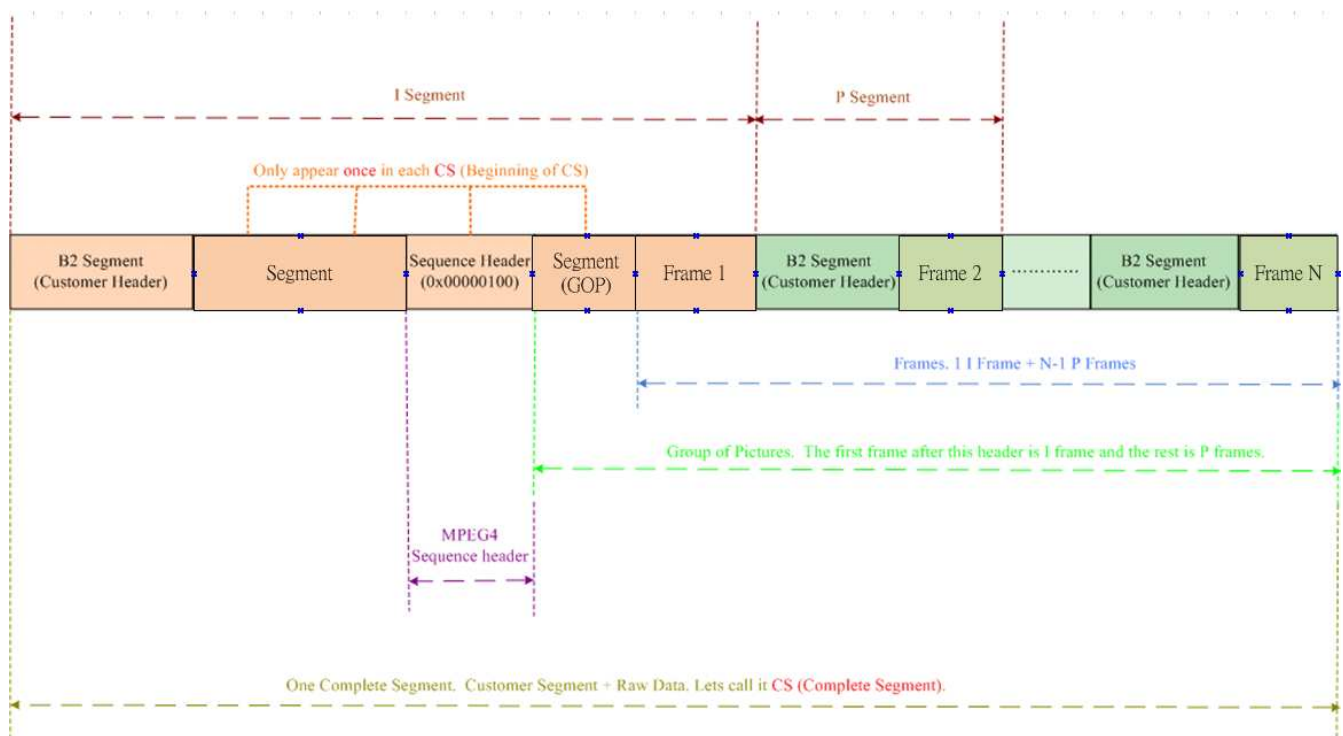 I Segment
P Segment
Only appear once in each CS (Beginning of CS)
B2 Segment
(Customer Header)
Segment
Sequence Header
(0x00000100)
Segment
(GOP)
Frame 1
B2 Segment
(Customer Header)
Frame 2
............
B2 Segment
(Customer Header)
Frame N
Frames. 1 I Frame + N-1 P Frames
Group of Pictures. The first frame after this header is I frame and the rest is P frames.
MPEG4
Sequence header
One Complete Segment. Customer Segment + Raw Data. Lets call it CS (Complete Segment).